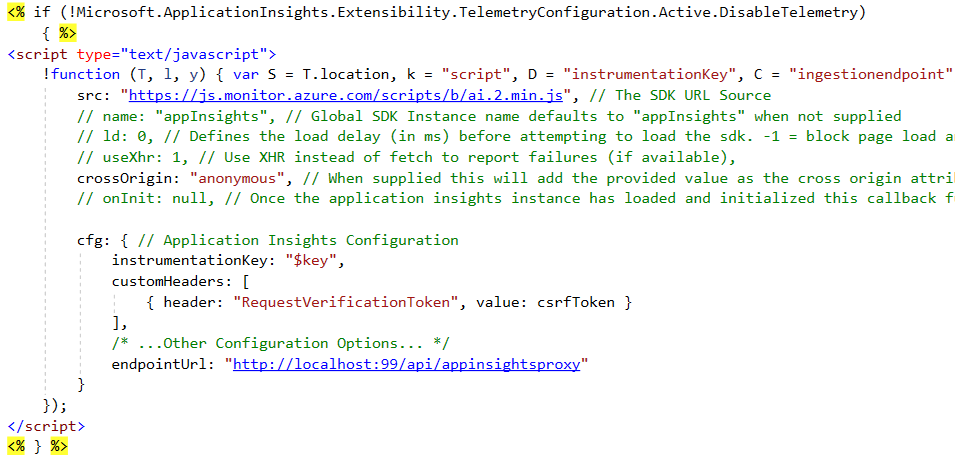 <% if (!Microsoft.ApplicationInsights.Extensibility.TelemetryConfiguration.Active.DisableTelemetry)
{ %>
<script type="text/javascript">
!function (T, l, y) { var S = T.location, k = "script", D = "instrumentationKey", C = "ingestionendpoint"
src: "https://js.monitor.azure.com/scripts/b/ai.2.min.js", // The SDK URL Source
// name: "appInsights", // Global SDK Instance name defaults to "appInsights" when not supplied
// ld: 0, // Defines the load delay (in ms) before attempting to load the sdk. -1 = block page load a
// useXhr: 1, // Use XHR instead of fetch to report failures (if available),
crossOrigin: "anonymous", // When supplied this will add the provided value as the cross origin attri
// onInit: null, // Once the application insights instance has loaded and initialized this callback f
cfg: { // Application Insights Configuration
instrumentationKey: "$key",
customHeaders: [
{ header: "RequestVerificationToken", value: csrfToken }
],
/* ...Other Configuration Options... */
endpointUrl: "http://localhost:99/api/appinsightsproxy"
}
});
</script>
<% } %>